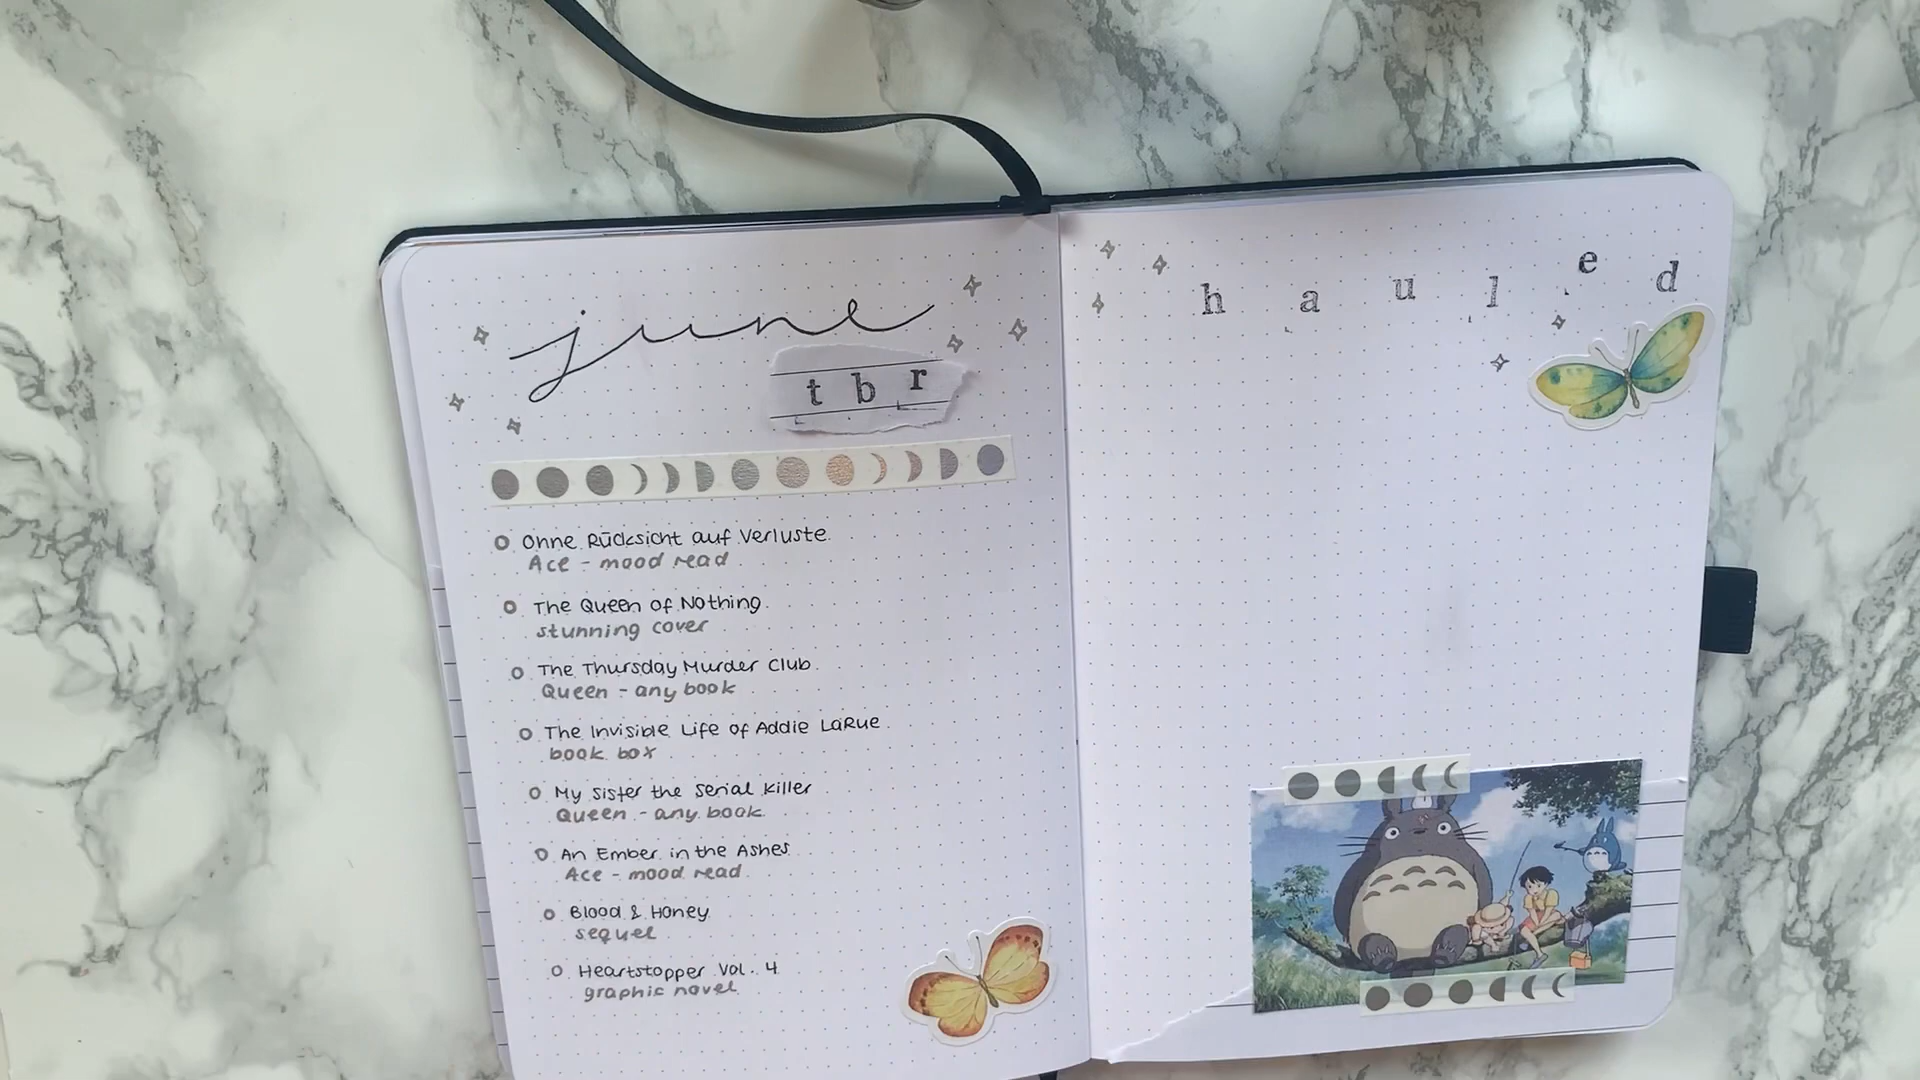 june
tbr
Ohne Rücksicht auf Verluste
Ace - mood read
The Queen of Nothing
stunning cover
The Thursday Murder Club
Queen - any book
The Invisible Life of Addie LaRue
book box
My Sister the Serial Killer
Queen - any book
An Ember in the Ashes
Ace - mood read
Blood & Honey
sequel
Heartstopper Vol. 4
graphic novel
hauled